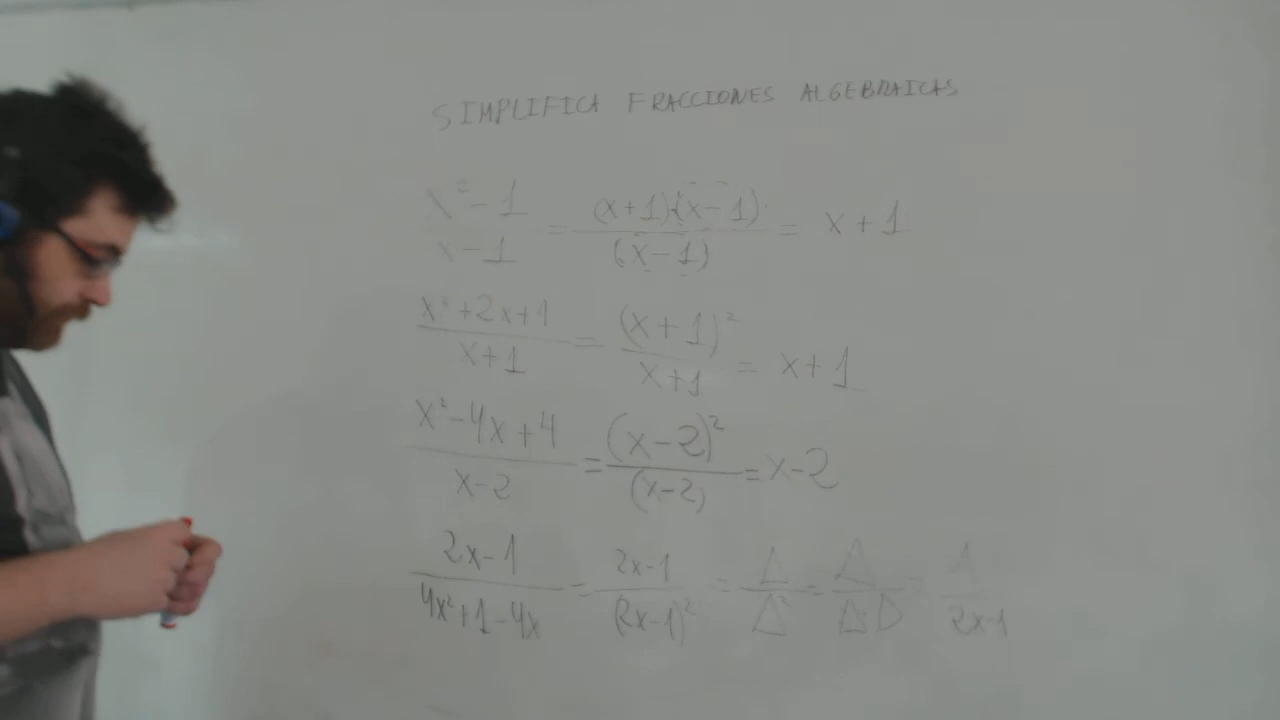 SIMPLIFICA FRACCIONES ALGEBRAICAS
x²-1 / x-1 = (x+1)·(x-1) / (x-1) = x+1
x²+2x+1 / x+1 = (x+1)² / x+1 = x+1
x²-4x+4 / x-2 = (x-2)² / (x-2) = x-2
2x-1 / 4x²+1-4x = 2x-1 / (2x-1)² = Δ / Δ² = Δ / Δ·Δ = 1 / 2x-1